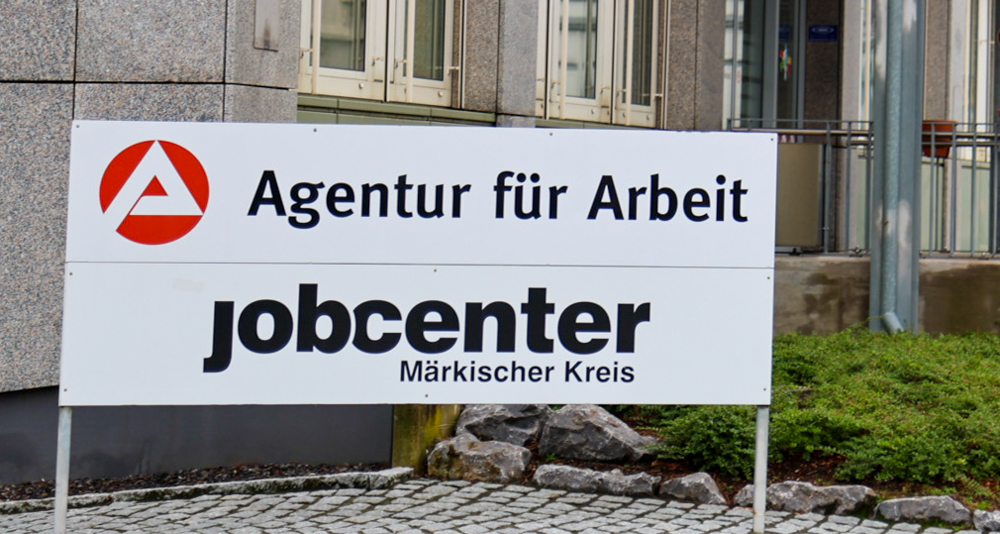 Agentur für Arbeit
jobcenter
Märkischer Kreis